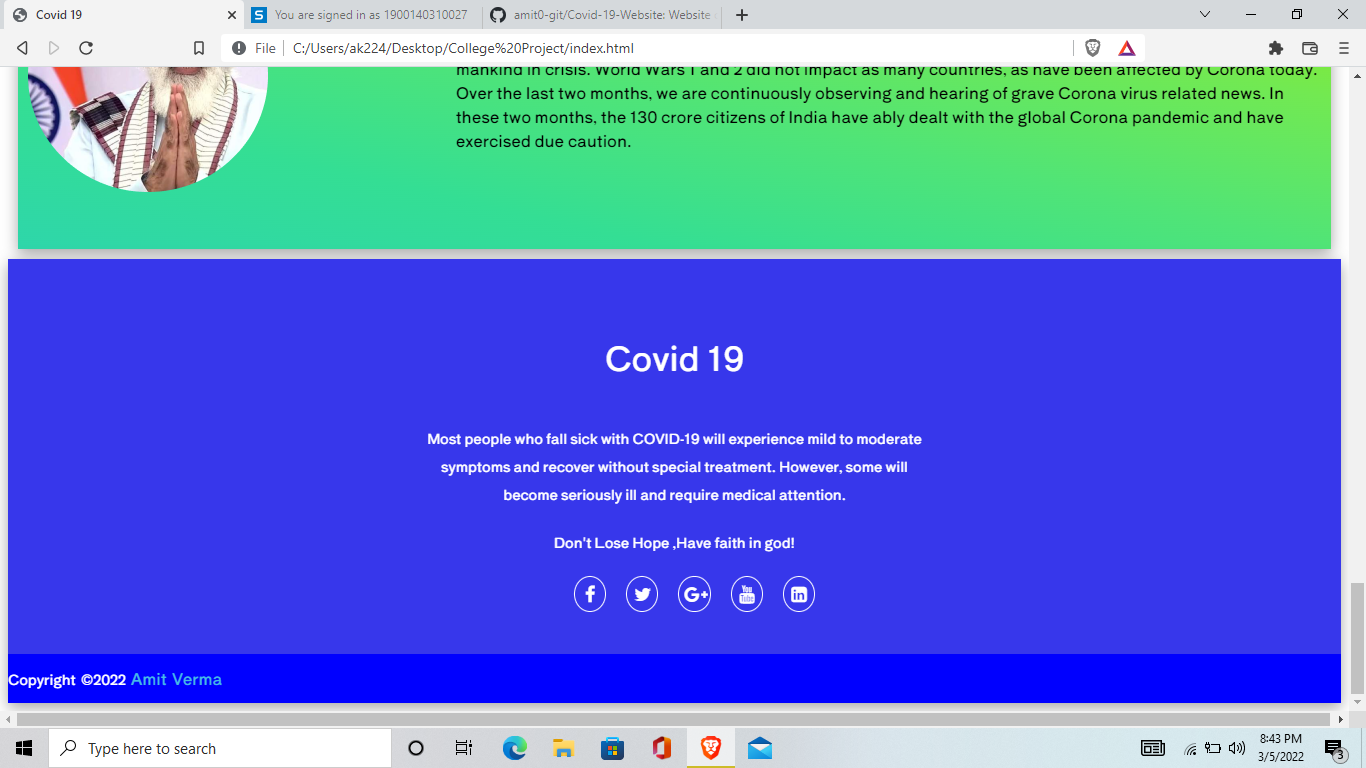 Covid 19
You are signed in as 1900140310027
amit0-git/Covid-19-Website: Website
File
C:/Users/ak224/Desktop/College%20Project/index.html
mankind in crisis. World Wars 1 and 2 did not impact as many countries, as have been affected by Corona today.
Over the last two months, we are continuously observing and hearing of grave Corona virus related news. In
these two months, the 130 crore citizens of India have ably dealt with the global Corona pandemic and have
exercised due caution.
Covid 19
Most people who fall sick with COVID-19 will experience mild to moderate
symptoms and recover without special treatment. However, some will
become seriously ill and require medical attention.
Don't Lose Hope ,Have faith in god!
You Tube
Copyright ©2022 Amit Verma
Type here to search
8:43 PM
3/5/2022
3